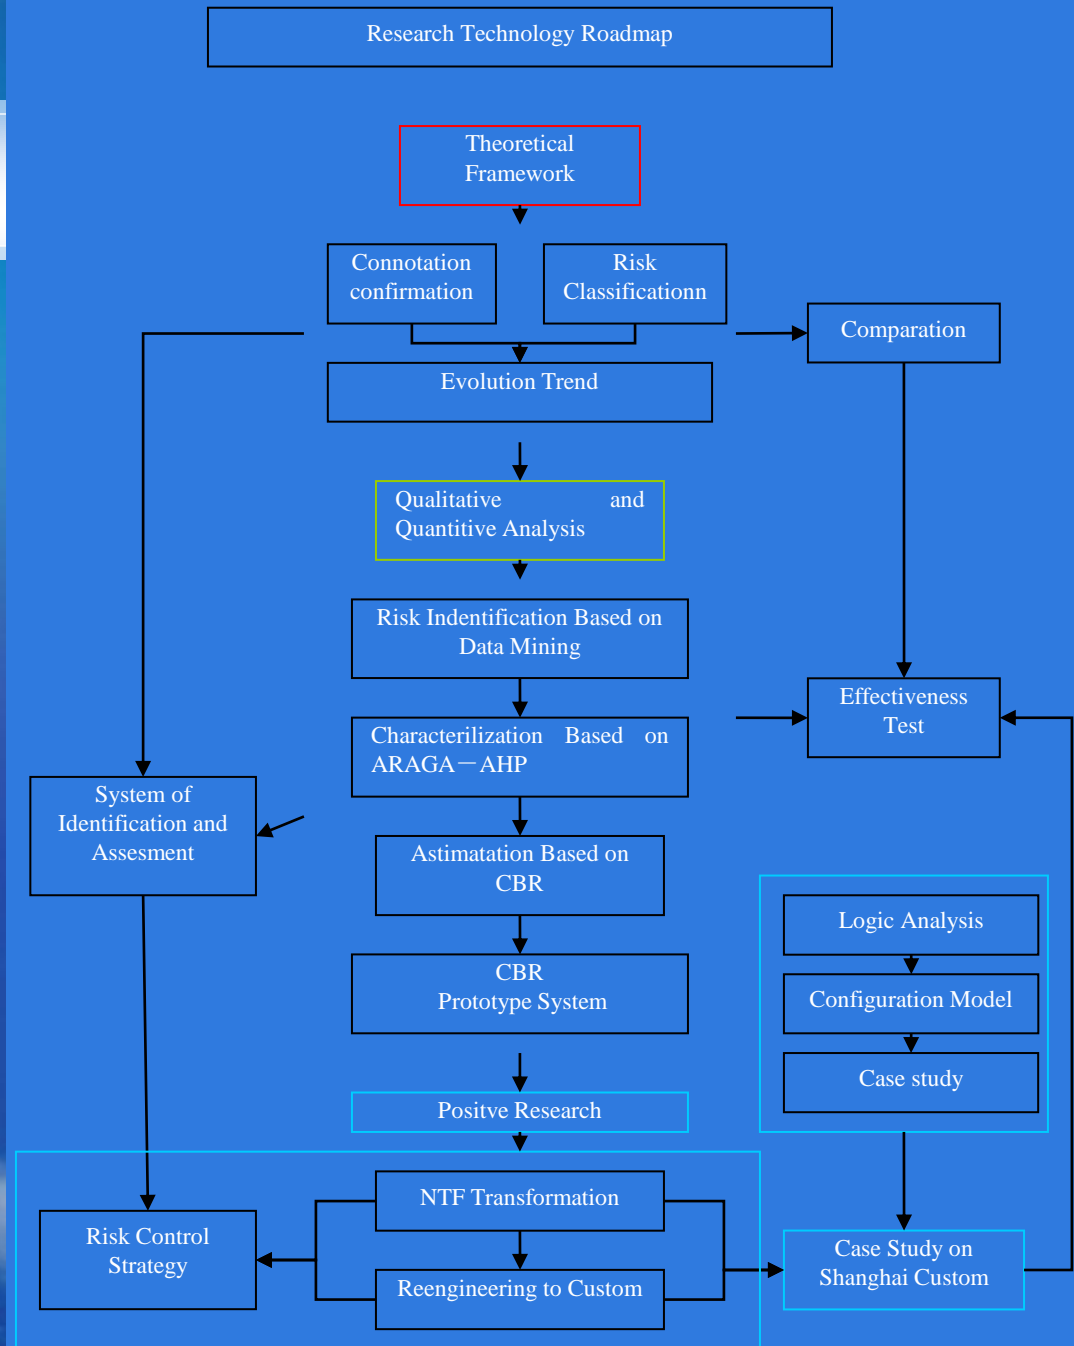 Research Technology Roadmap
Theoretical
Framework
Connotation
confirmation
Risk
Classificationn
Comparation
Evolution Trend
Qualitative and
Quantitive Analysis
Risk Indentification Based on
Data Mining
Effectiveness
Test
Characterilization Based on
ARAGA－AHP
System of
Identification and
Assesment
Astimatation Based on
CBR
Logic Analysis
CBR
Prototype System
Configuration Model
Case study
Positve Research
NTF Transformation
Risk Control
Strategy
Case Study on
Shanghai Custom
Reengineering to Custom